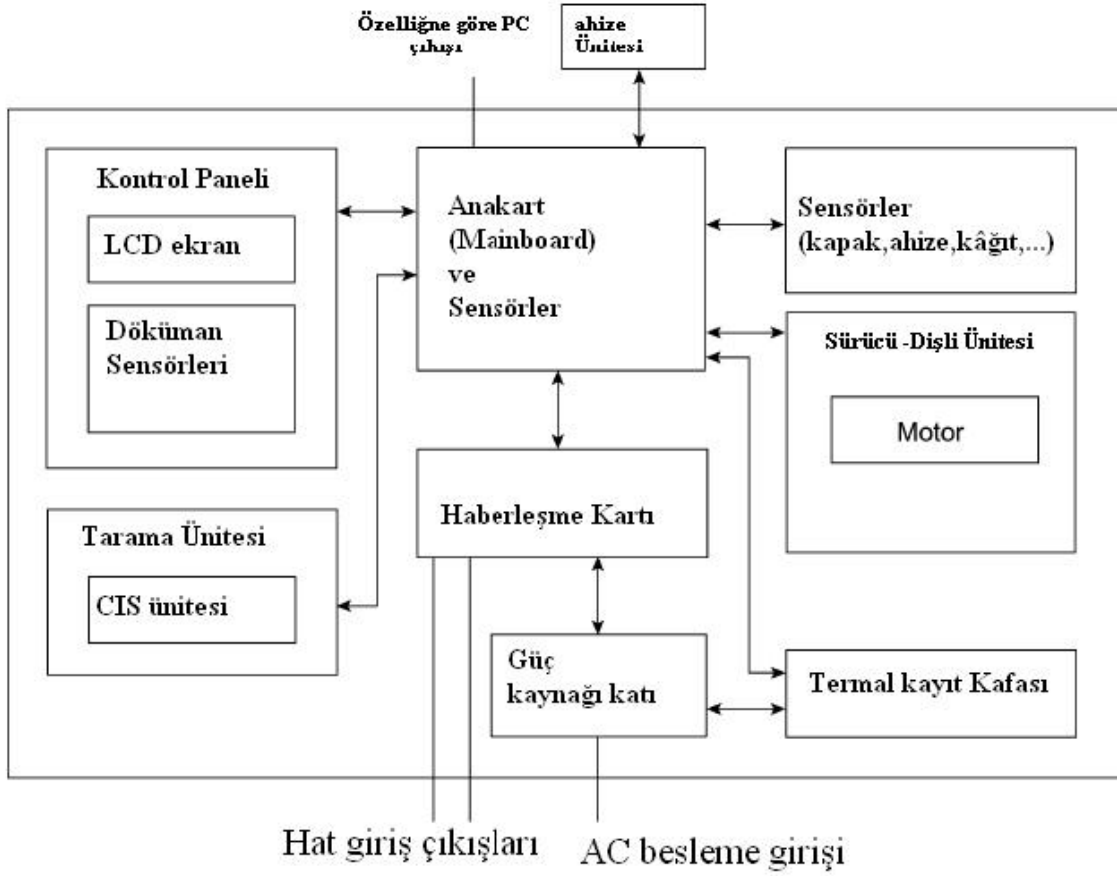 Özelliğne göre PC
çıkışı
ahize
Ünitesi
Kontrol Paneli
LCD ekran
Döküman
Sensörleri
Anakart
(Mainboard)
ve
Sensörler
Sensörler
(kapak,ahize,kâğıt,...)
Sürücü -Dişli Ünitesi
Motor
Haberleşme Kartı
Tarama Ünitesi
CIS ünitesi
Güç
kaynağı katı
Termal kayıt Kafası
Hat giriş çıkışları
AC besleme girişi